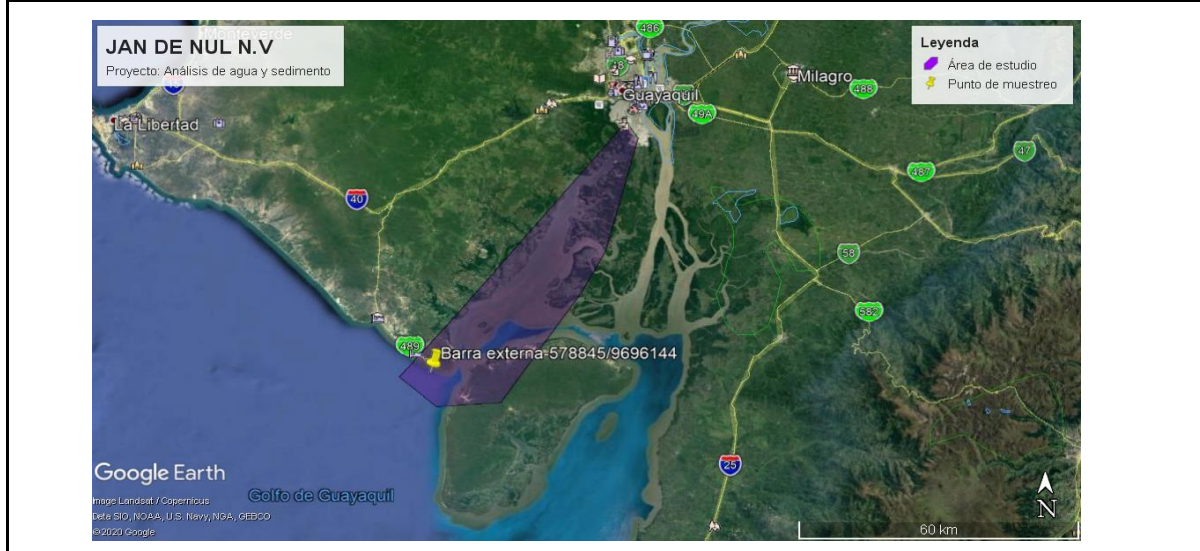 JAN DE NUL N.V
Proyecto: Análisis de agua y sedimento
Leyenda
Área de estudio
Punto de muestreo
Monteverde
486
48
Guayaquil
49A
Milagro
488
La Libertad
40
47
487
58
582
489
Barra externa-578845/9696144
25
Google Earth
Image Landsat / Copernicus
Data SIO, NOAA, U.S. Navy, NGA, GEBCO
©2020 Google
Golfo de Guayaquil
N
60 km